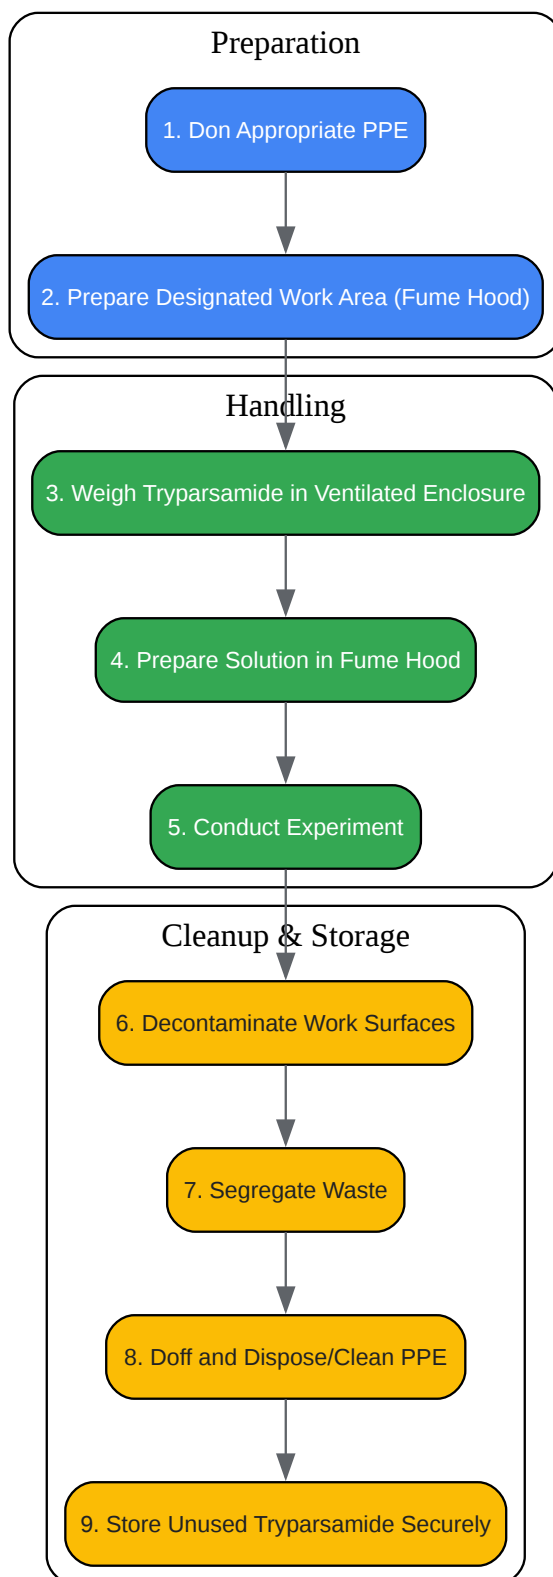 Preparation
1. Don Appropriate PPE
2. Prepare Designated Work Area (Fume Hood)
Handling
3. Weigh Tryparsamide in Ventilated Enclosure
4. Prepare Solution in Fume Hood
5. Conduct Experiment
Cleanup & Storage
6. Decontaminate Work Surfaces
7. Segregate Waste
8. Doff and Dispose/Clean PPE
9. Store Unused Tryparsamide Securely